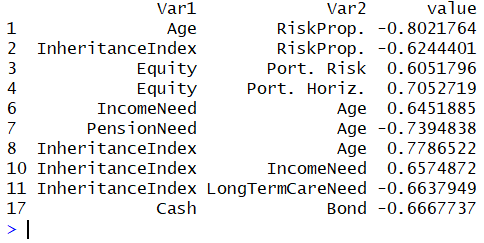 Var1 Var2 value
1 Age RiskProp. -0.8021764
2 InheritanceIndex RiskProp. -0.6244401
3 Equity Port. Risk 0.6051796
4 Equity Port. Horiz. 0.7052719
6 IncomeNeed Age 0.6451885
7 PensionNeed Age -0.7394838
8 InheritanceIndex Age 0.7786522
10 InheritanceIndex IncomeNeed 0.6574872
11 InheritanceIndex LongTermCareNeed -0.6637949
17 Cash Bond -0.6667737
>